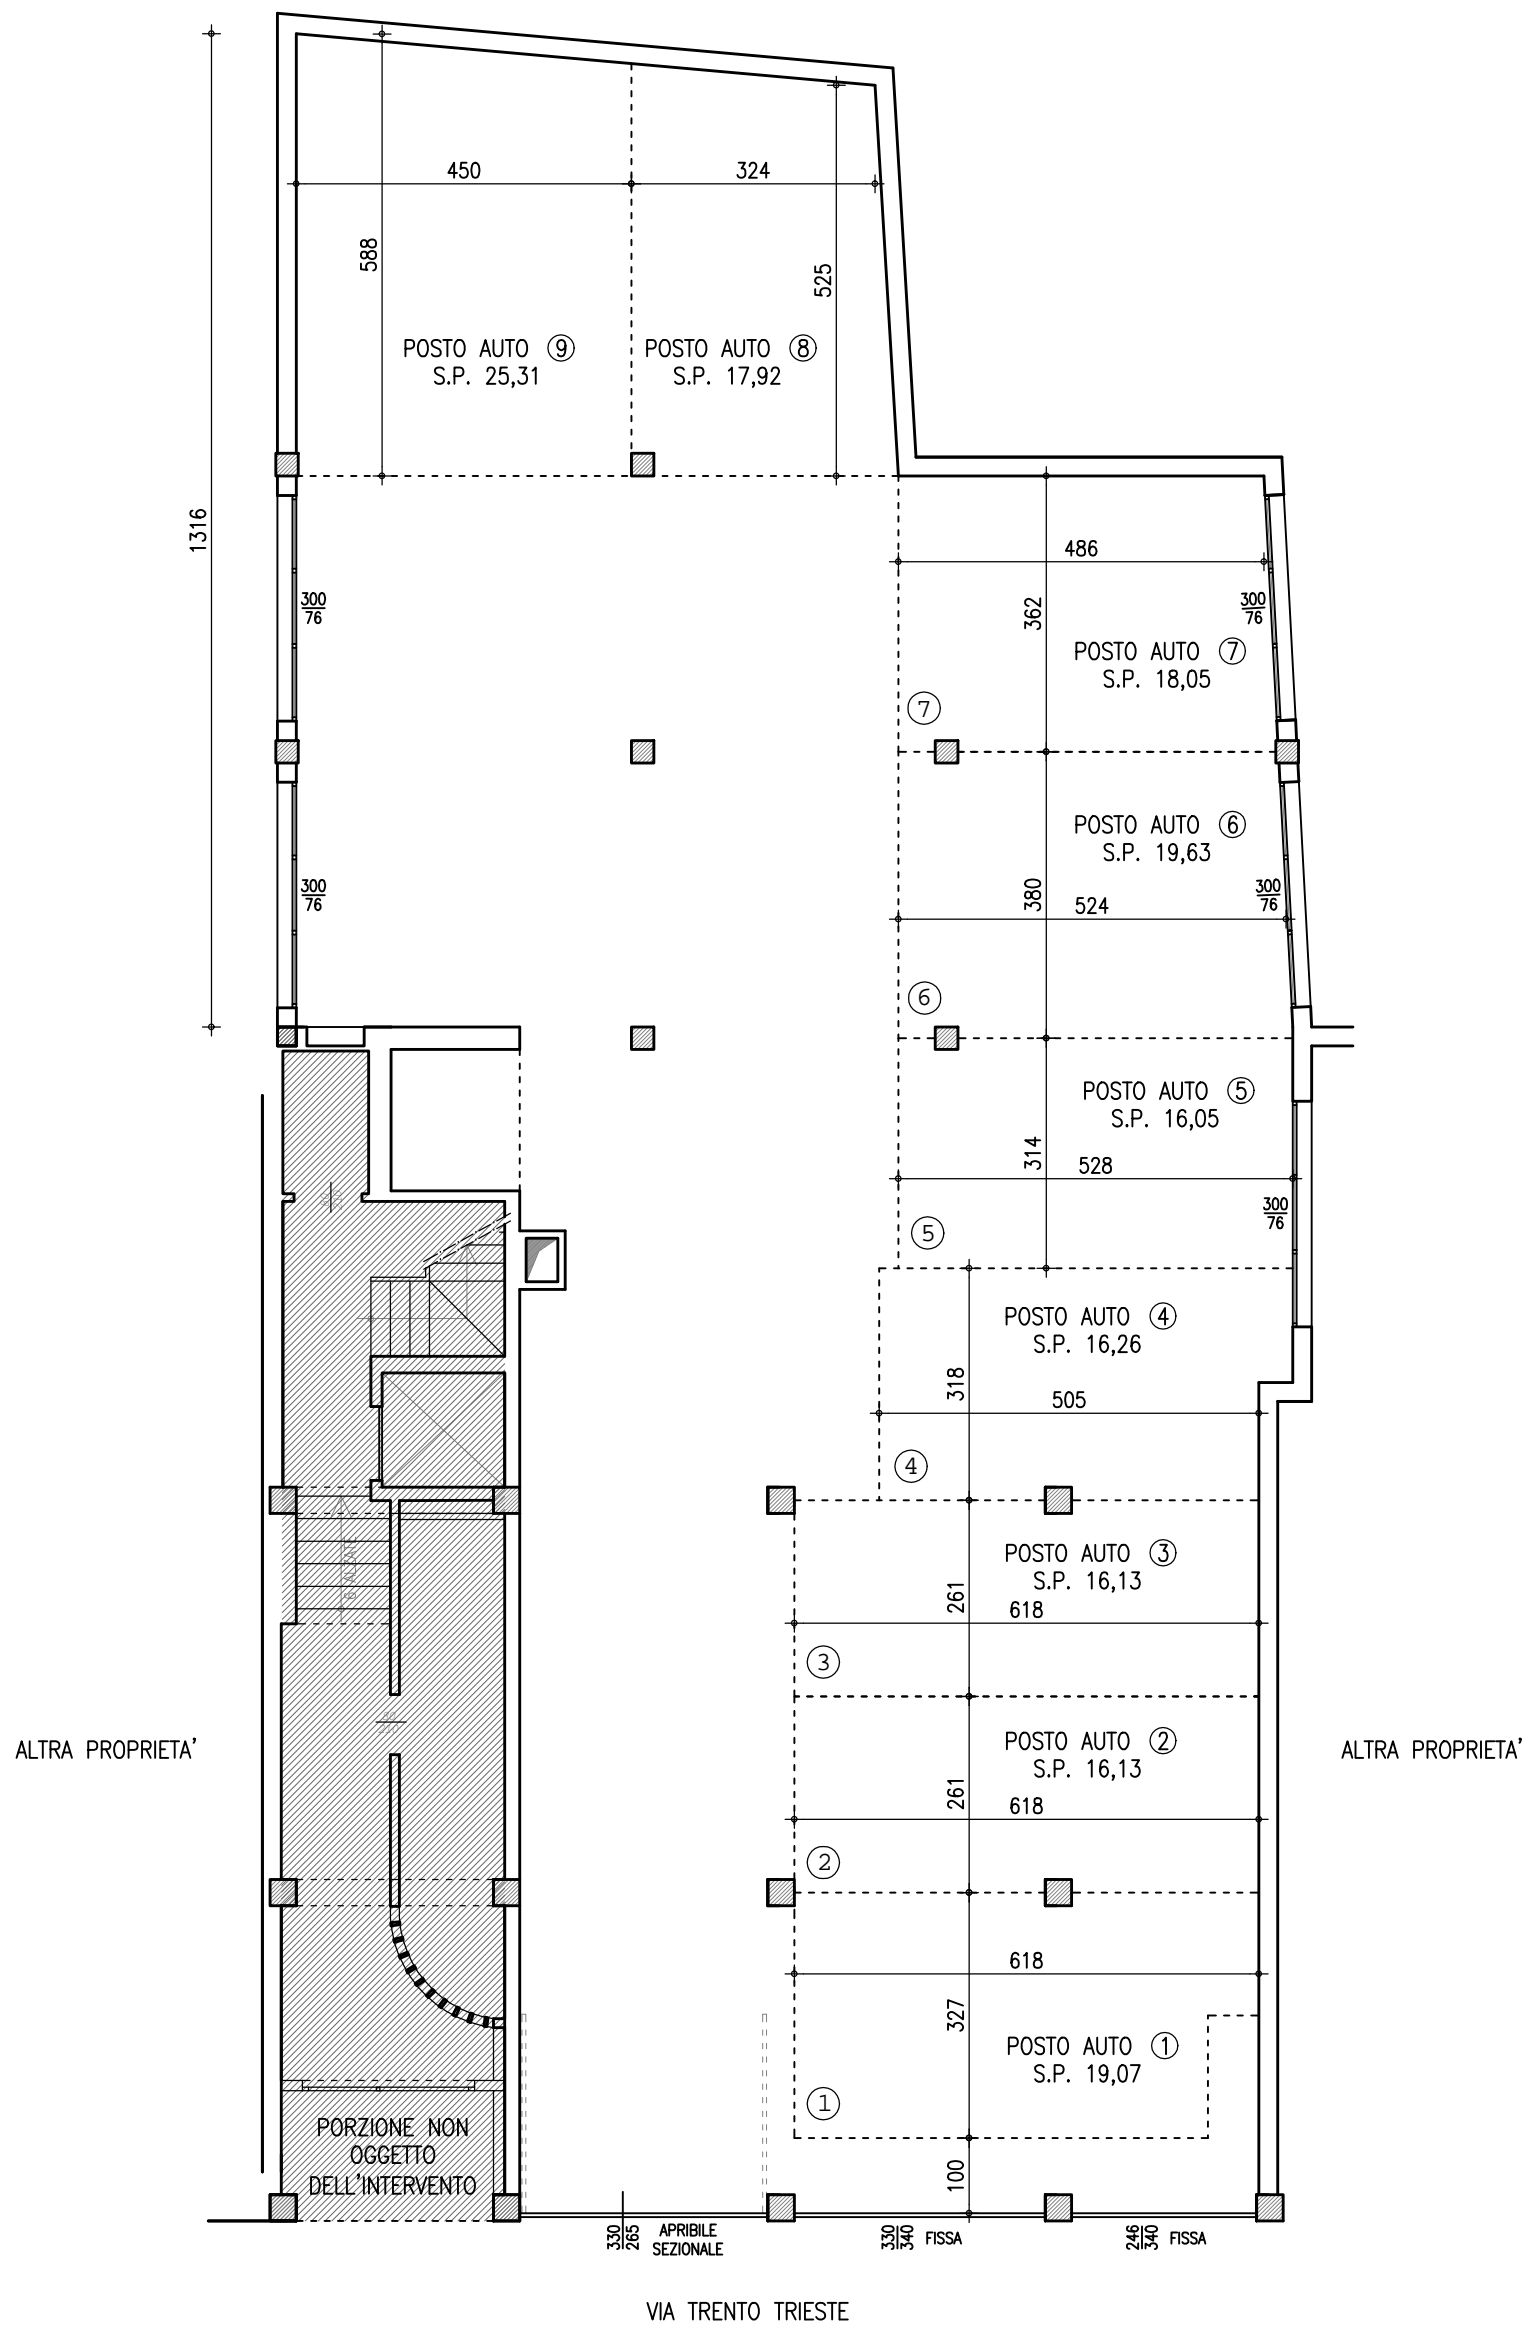 450
324
588
525
POSTO AUTO 9
S.P. 25,31
POSTO AUTO 8
S.P. 17,92
1316
486
300
76
300
76
362
POSTO AUTO 7
S.P. 18,05
7
POSTO AUTO 6
S.P. 19,63
300
76
300
76
380
524
6
POSTO AUTO 5
S.P. 16,05
314
528
300
76
5
POSTO AUTO 4
S.P. 16,26
318
505
4
POSTO AUTO 3
S.P. 16,13
261
618
3
6 ALZATE
ALTRA PROPRIETA'
POSTO AUTO 2
S.P. 16,13
ALTRA PROPRIETA'
261
618
2
618
327
POSTO AUTO 1
S.P. 19,07
1
PORZIONE NON
OGGETTO
DELL'INTERVENTO
100
330
265
APRIBILE
SEZIONALE
330
340
FISSA
246
340
FISSA
VIA TRENTO TRIESTE